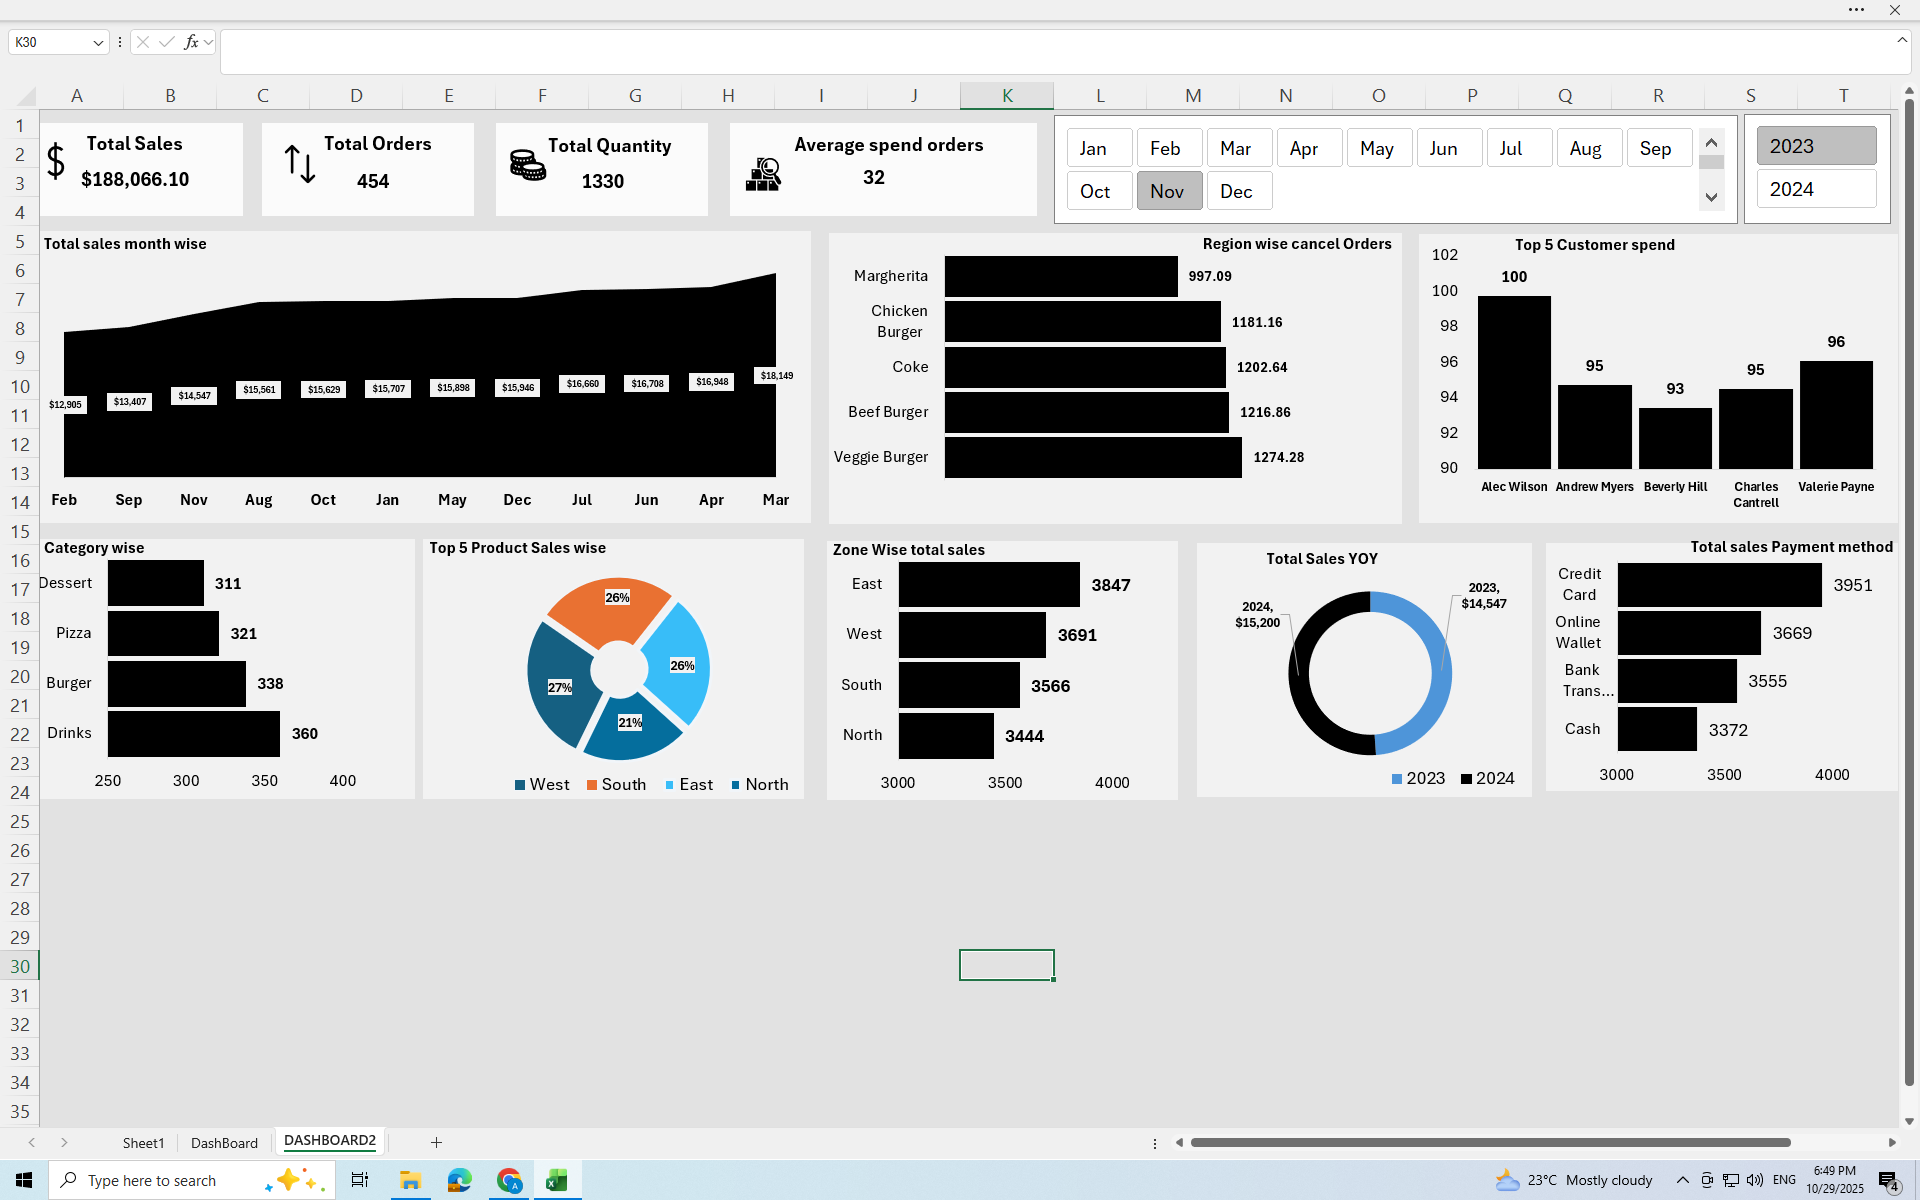 K30
fx
A B C D E F G H I J K L M N O P Q R S T
1
2
3
4
5
6
7
8
9
10
11
12
13
14
15
16
17
18
19
20
21
22
23
24
25
26
27
28
29
30
31
32
33
34
35
$
Total Sales
$188,066.10
Total Orders
454
Total Quantity
1330
Average spend orders
32
Jan Feb Mar Apr May Jun Jul Aug Sep
Oct Nov Dec
2023
2024
Total sales month wise
$12,905 $13,407 $14,547 $15,561 $15,629 $15,707 $15,898 $15,946 $16,660 $16,708 $16,948 $18,149
Feb Sep Nov Aug Oct Jan May Dec Jul Jun Apr Mar
Region wise cancel Orders
Margherita 997.09
Chicken
Burger 1181.16
Coke 1202.64
Beef Burger 1216.86
Veggie Burger 1274.28
Top 5 Customer spend
102
100
98
96
94
92
90
100 95 93 95 96
Alec Wilson Andrew Myers Beverly Hill Charles Valerie Payne
Cantrell
Category wise
Dessert 311
Pizza 321
Burger 338
Drinks 360
250 300 350 400
Top 5 Product Sales wise
26%
26%
27%
21%
West South East North
Zone Wise total sales
East 3847
West 3691
South 3566
North 3444
3000 3500 4000
Total Sales YOY
2024,
$15,200
2023,
$14,547
2023 2024
Total sales Payment method
Credit
Card 3951
Online
Wallet 3669
Bank
Trans... 3555
Cash 3372
3000 3500 4000
Sheet1 DashBoard DASHBOARD2
Type here to search
23°C Mostly cloudy
ENG
6:49 PM
10/29/2025
4